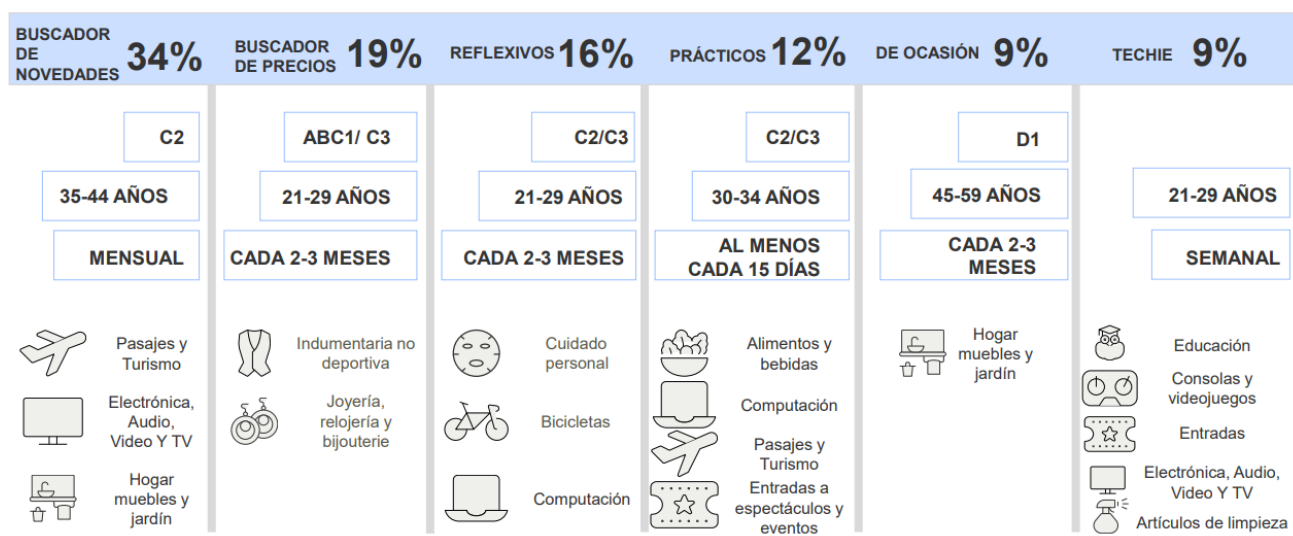 BUSCADOR
DE
NOVEDADES
34%
BUSCADOR
DE PRECIOS
19%
REFLEXIVOS
16%
PRÁCTICOS
12%
DE OCASIÓN
9%
TECHIE
9%
C2
35-44 AÑOS
MENSUAL
Pasajes y
Turismo
Electrónica,
Audio,
Video Y TV
Hogar
muebles y
jardín
ABC1/ C3
21-29 AÑOS
CADA 2-3 MESES
Indumentaria no
deportiva
Joyería,
relojería y
bijouterie
C2/C3
21-29 AÑOS
CADA 2-3 MESES
Cuidado
personal
Bicicletas
Computación
C2/C3
30-34 AÑOS
AL MENOS
CADA 15 DÍAS
Alimentos y
bebidas
Computación
Pasajes y
Turismo
Entradas a
espectáculos y
eventos
D1
45-59 AÑOS
CADA 2-3
MESES
Hogar
muebles y
jardín
21-29 AÑOS
SEMANAL
Educación
Consolas y
videojuegos
Entradas
Electrónica, Audio,
Video Y TV
Artículos de limpieza